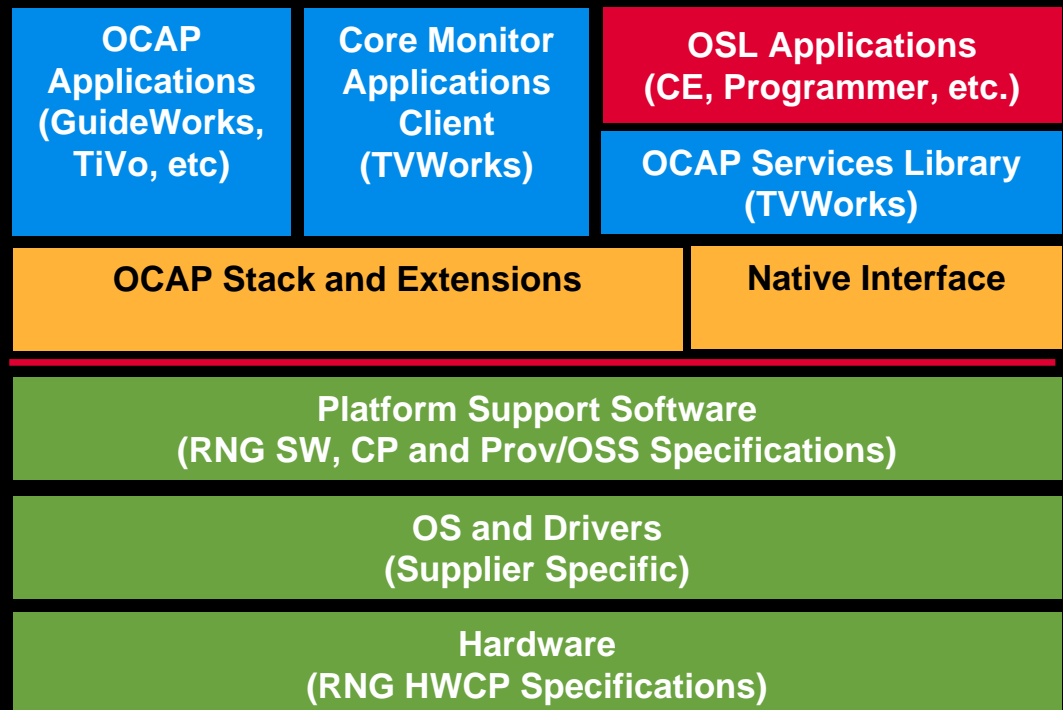 OCAP
Applications
(GuideWorks,
TiVo, etc)
Core Monitor
Applications
Client
(TVWorks)
OSL Applications
(CE, Programmer, etc.)
OCAP Services Library
(TVWorks)
OCAP Stack and Extensions
Native Interface
Platform Support Software
(RNG SW, CP and Prov/OSS Specifications)
OS and Drivers
(Supplier Specific)
Hardware
(RNG HWCP Specifications)